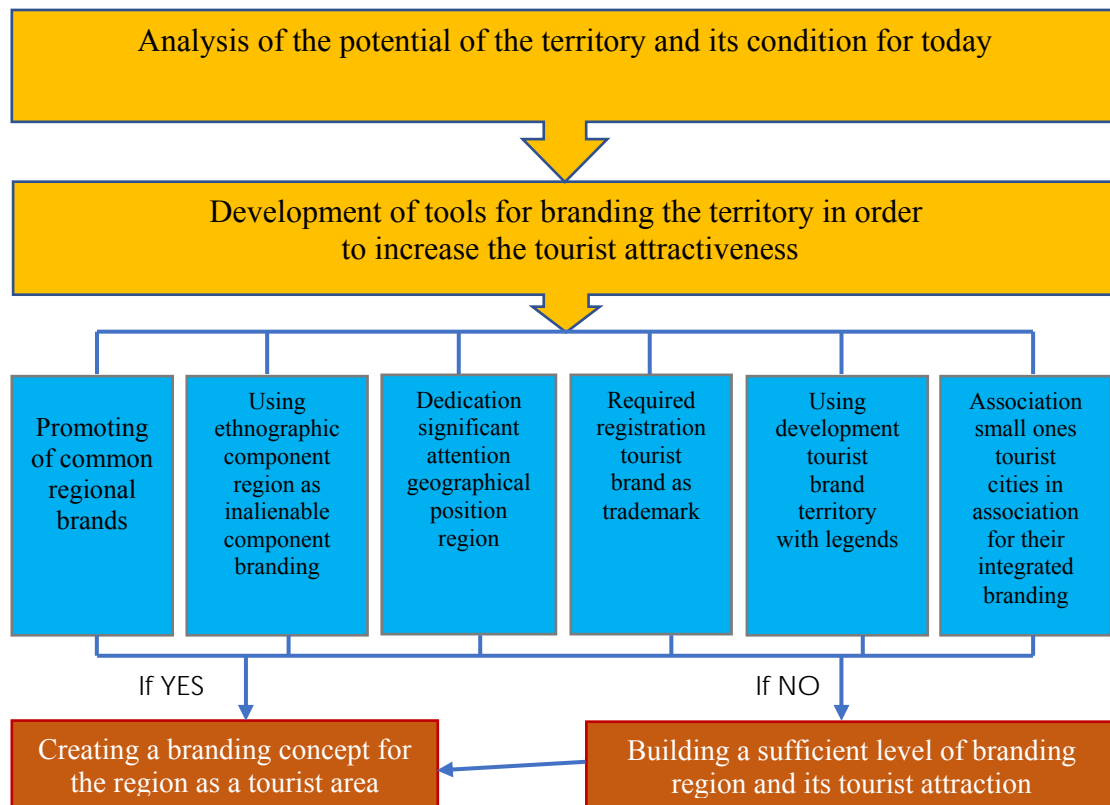 Analysis of the potential of the territory and its condition for today
Development of tools for branding the territory in order
to increase the tourist attractiveness
Promoting
of common
regional
brands
Using
ethnographic
component
region as
inalienable
component
branding
Dedication
significant
attention
geographical
position
region
Required
registration
tourist
brand as
trademark
Using
development
tourist
brand
territory
with legends
Association
small ones
tourist
cities in
association
for their
integrated
branding
If YES
If NO
Creating a branding concept for
the region as a tourist area
Building a sufficient level of branding
region and its tourist attraction